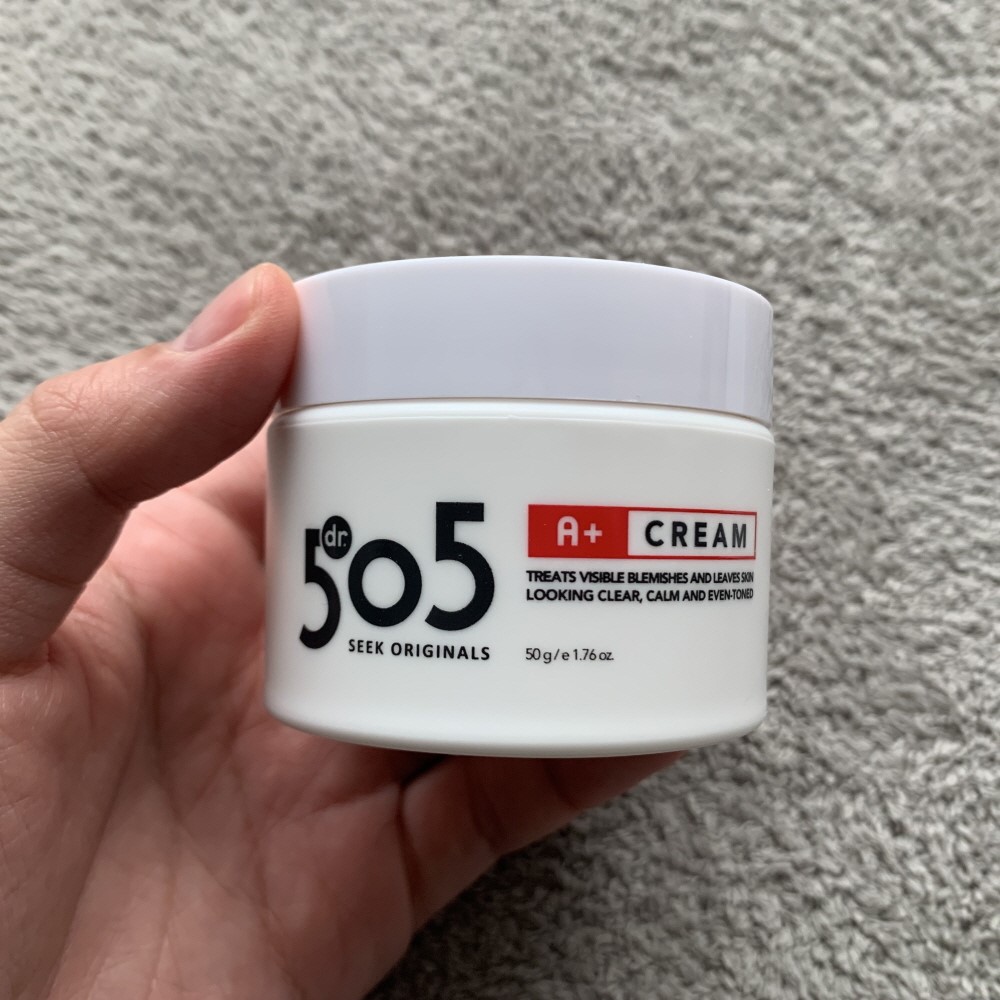 dr.
505
SEEK ORIGINALS
A+ CREAM
TREATS VISIBLE BLEMISHES AND LEAVES SKIN
LOOKING CLEAR, CALM AND EVEN-TONED
50 g / e 1.76 oz.